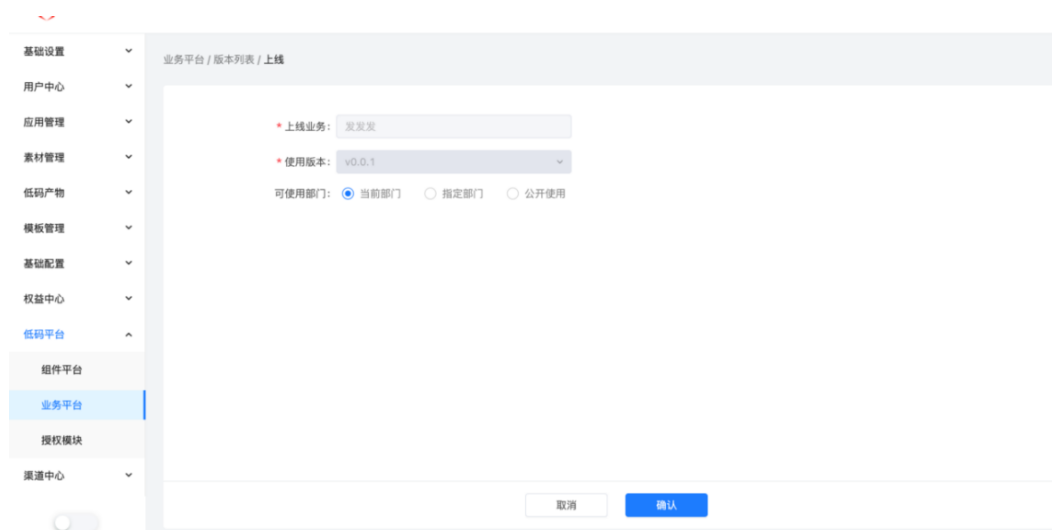 基础设置
用户中心
应用管理
素材管理
低码产物
模板管理
基础配置
权益中心
低码平台
组件平台
业务平台
授权模块
渠道中心
业务平台 / 版本列表 / 上线
* 上线业务: 发发发
* 使用版本: v0.0.1
可使用部门: 当前部门 指定部门 公开使用
取消 确认